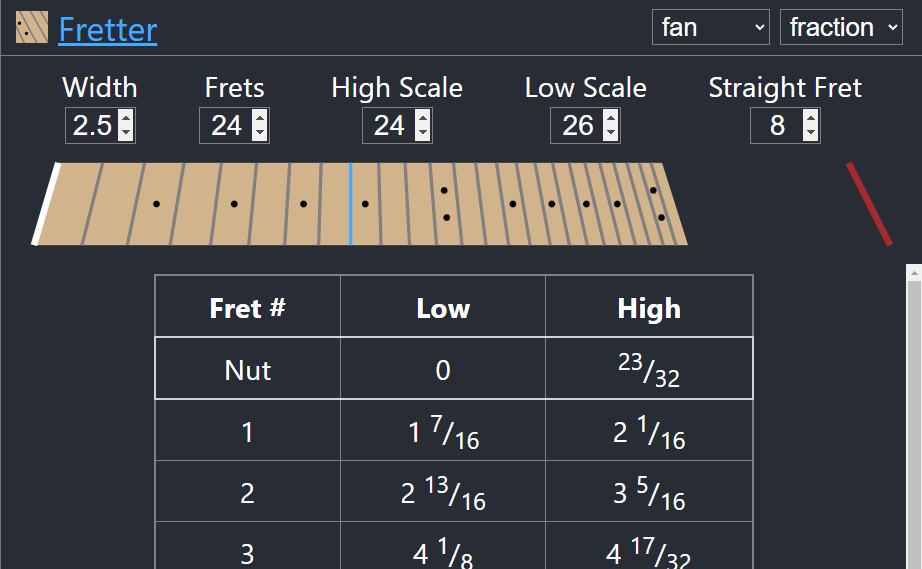 Fretter fan fraction
Width Frets High Scale Low Scale Straight Fret
2.5 24 24 26 8
Fret # Low High
Nut 0 23/32
1 1 7/16 2 1/16
2 2 13/16 3 5/16
3 4 1/8 4 17/32